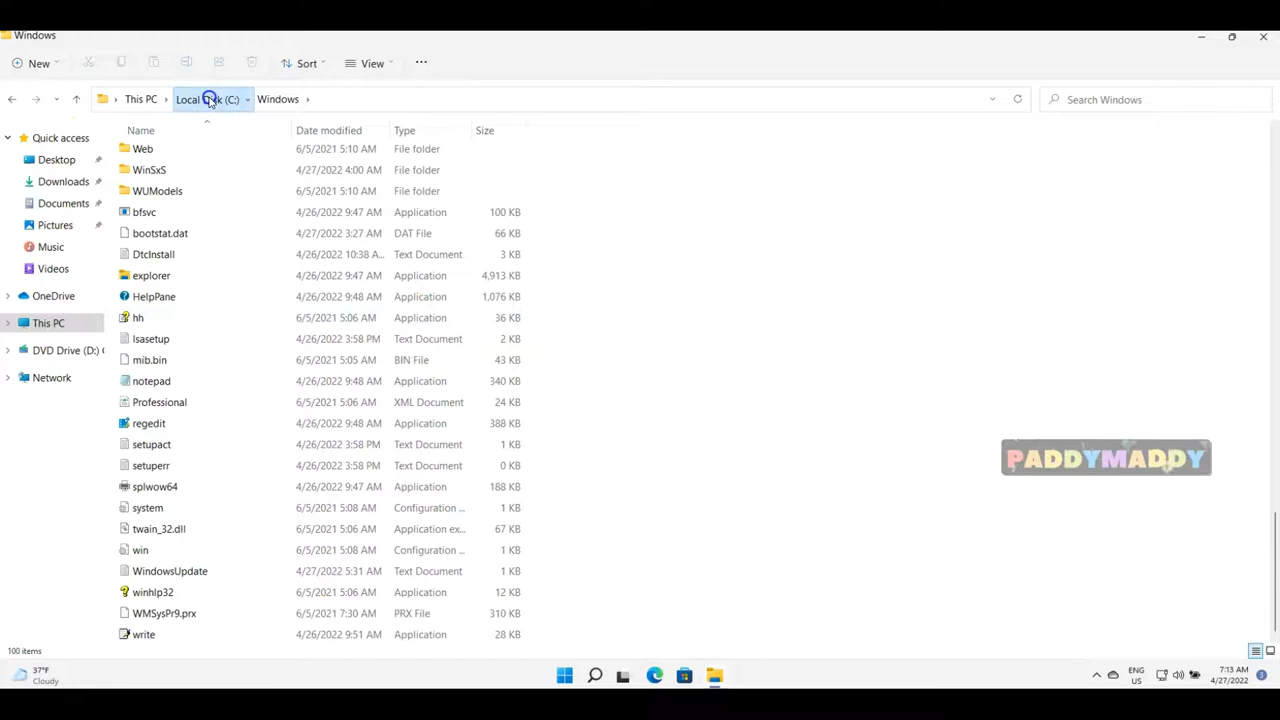 Windows
New
Sort
View
This PC
Local Disk (C:)
Windows
Search Windows
Quick access
Desktop
Downloads
Documents
Pictures
Music
Videos
OneDrive
This PC
DVD Drive (D:) C
Network
Name Date modified Type Size
Web 6/5/2021 5:10 AM File folder
WinSxS 4/27/2022 4:00 AM File folder
WUModels 6/5/2021 5:10 AM File folder
bfsvc 4/26/2022 9:47 AM Application 100 KB
bootstat.dat 4/27/2022 3:27 AM DAT File 66 KB
DtcInstall 4/26/2022 10:38 A... Text Document 3 KB
explorer 4/26/2022 9:47 AM Application 4,913 KB
HelpPane 4/26/2022 9:48 AM Application 1,076 KB
hh 6/5/2021 5:06 AM Application 36 KB
lsasetup 4/26/2022 3:58 PM Text Document 2 KB
mib.bin 6/5/2021 5:05 AM BIN File 43 KB
notepad 4/26/2022 9:48 AM Application 340 KB
Professional 6/5/2021 5:06 AM XML Document 24 KB
regedit 4/26/2022 9:48 AM Application 388 KB
setupact 4/26/2022 3:58 PM Text Document 1 KB
setuperr 4/26/2022 3:58 PM Text Document 0 KB
splwow64 4/26/2022 9:47 AM Application 188 KB
system 6/5/2021 5:08 AM Configuration ... 1 KB
twain_32.dll 6/5/2021 5:06 AM Application ex... 67 KB
win 6/5/2021 5:08 AM Configuration ... 1 KB
WindowsUpdate 4/27/2022 5:31 AM Text Document 1 KB
winhlp32 6/5/2021 5:06 AM Application 12 KB
WMSysPr9.prx 6/5/2021 7:30 AM PRX File 310 KB
write 4/26/2022 9:51 AM Application 28 KB
PADDYMADDY
100 items
37°F
Cloudy
ENG
US
7:13 AM
4/27/2022
3